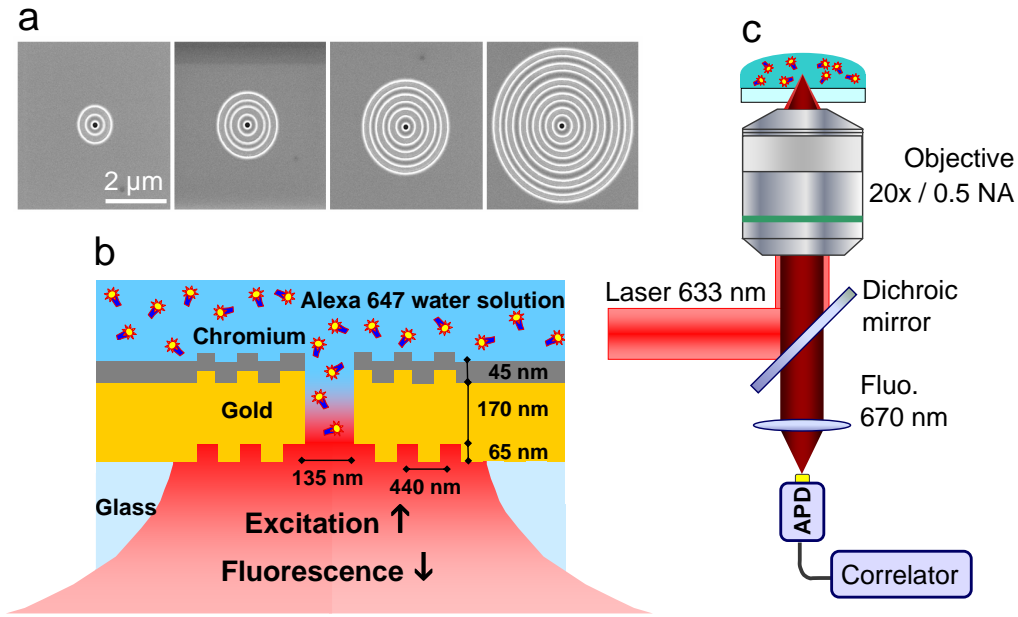 a
2 µm
b
Alexa 647 water solution
Chromium
45 nm
Gold
170 nm
65 nm
135 nm
440 nm
Glass
Excitation ↑
Fluorescence ↓
c
Objective
20x / 0.5 NA
Laser 633 nm
Dichroic
mirror
Fluo.
670 nm
APD
Correlator